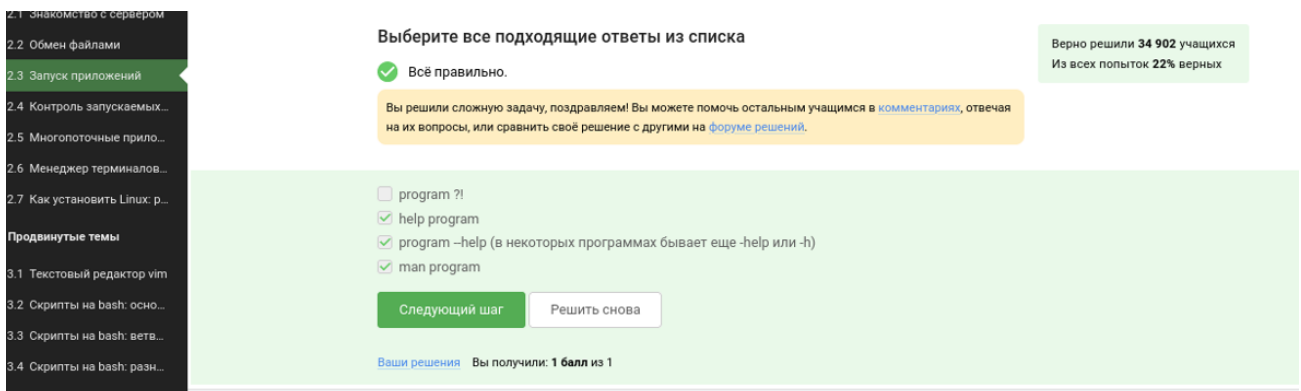 2.1 Знакомство с сервером
2.2 Обмен файлами
2.3 Запуск приложений
2.4 Контроль запускаемых...
2.5 Многопоточные прило...
2.6 Менеджер терминалов...
2.7 Как установить Linux: р...
Продвинутые темы
3.1 Текстовый редактор vim
3.2 Скрипты на bash: осно...
3.3 Скрипты на bash: ветв...
3.4 Скрипты на bash: разн...
Выберите все подходящие ответы из списка
Всё правильно.
Вы решили сложную задачу, поздравляем! Вы можете помочь остальным учащимся в комментариях, отвечая
на их вопросы, или сравнить своё решение с другими на форуме решений.
Верно решили 34 902 учащихся
Из всех попыток 22% верных
program ?!
help program
program --help (в некоторых программах бывает еще -help или -h)
man program
Следующий шаг
Решить снова
Ваши решения Вы получили: 1 балл из 1